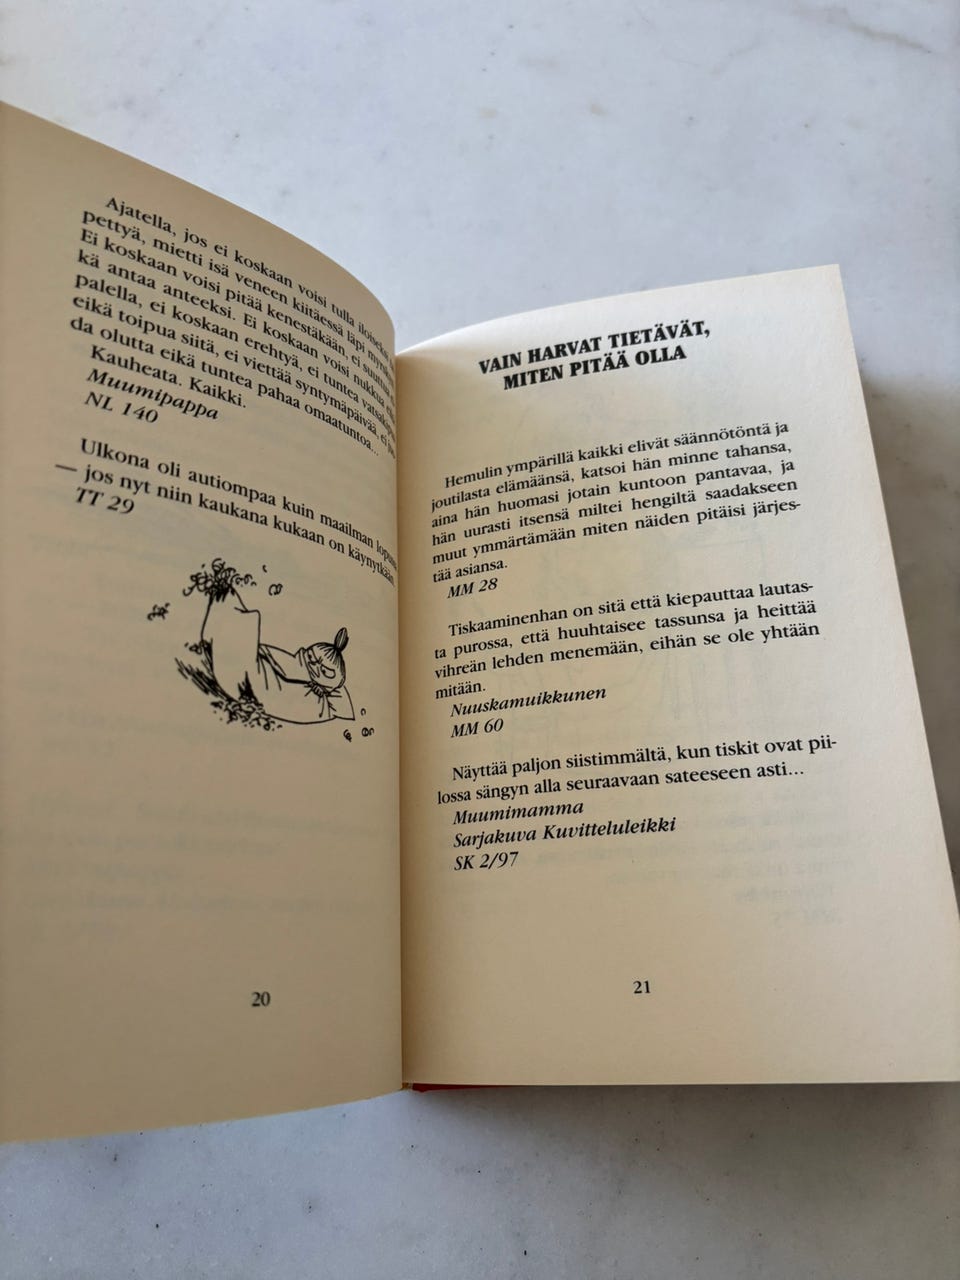 Ajatella, jos ei koskaan voisi tulla iloiseksi
pettyä, mietti isä veneen kiitäessä läpi
Ei koskaan voisi pitää kenestäkään, ei suuttua
kä antaa anteeksi. Ei koskaan voisi nukkua
palella, ei koskaan erehtyä, ei tuntea
eikä toipua siitä, ei viettää syntymäpäivää, ei
da olutta eikä tuntea pahaa omaatuntoa...
Kauheata. Kaikki.
Muumipappa
NL 140
Ulkona oli autiompaa kuin maailman
— jos nyt niin kaukana kukaan on käynytkään.
TT 29
20
VAIN HARVAT TIETÄVÄT,
MITEN PITÄÄ OLLA
Hemulin ympärillä kaikki elivät säännötöntä ja
joutilasta elämäänsä, katsoi hän minne tahansa,
aina hän huomasi jotain kuntoon pantavaa, ja
hän uurasti itsensä miltei hengiltä saadakseen
muut ymmärtämään miten näiden pitäisi järjes-
tää asiansa.
MM 28
Tiskaaminenhan on sitä että kiepauttaa lautas-
ta purossa, että huuhtaisee tassunsa ja heittää
vihreän lehden menemään, eihän se ole yhtään
mitään.
Nuuskamuikkunen
MM 60
Näyttää paljon siistimmältä, kun tiskit ovat pii-
lossa sängyn alla seuraavaan sateeseen asti...
Muumimamma
Sarjakuva Kuvitteluleikki
SK 2/97
21